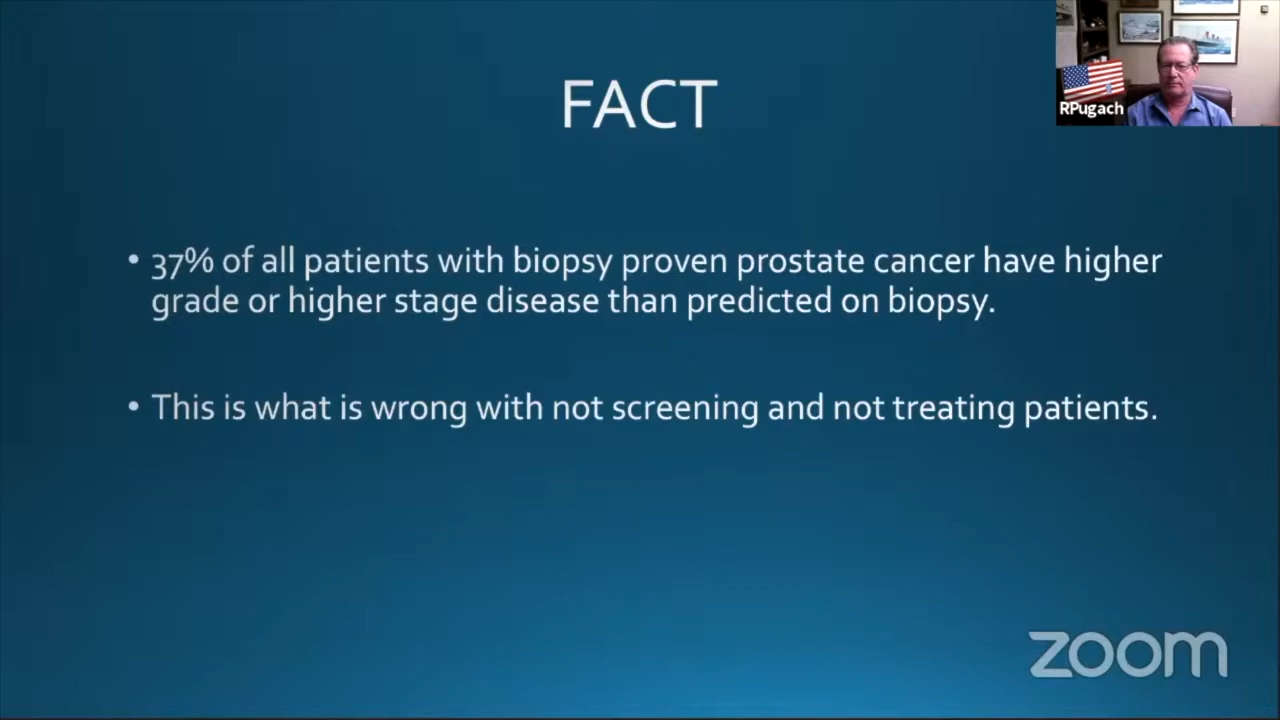 FACT
RPugach
• 37% of all patients with biopsy proven prostate cancer have higher
grade or higher stage disease than predicted on biopsy.
• This is what is wrong with not screening and not treating patients.
zoom